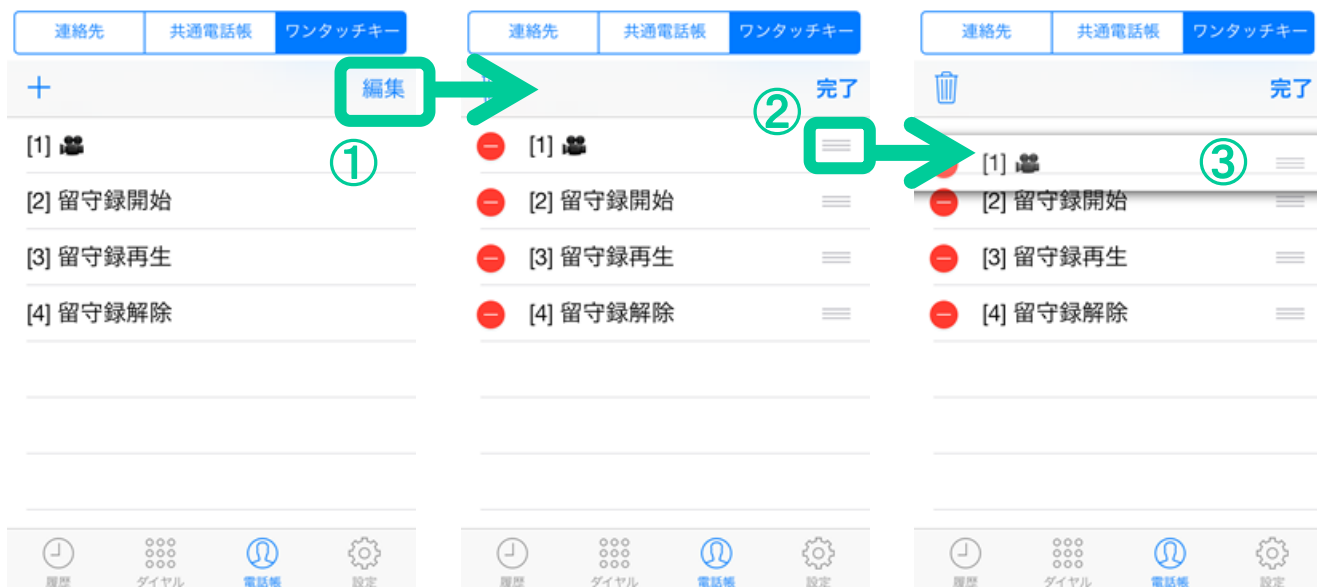 連絡先 共通電話帳 ワンタッチキー
+ 編集
[1]
①
[2] 留守録開始
[3] 留守録再生
[4] 留守録解除
履歴 ダイヤル 電話帳 設定
連絡先 共通電話帳 ワンタッチキー
完了
②
[1]
[2] 留守録開始
[3] 留守録再生
[4] 留守録解除
履歴 ダイヤル 電話帳 設定
連絡先 共通電話帳 ワンタッチキー
完了
[1]
③
[2] 留守録開始
[3] 留守録再生
[4] 留守録解除
履歴 ダイヤル 電話帳 設定